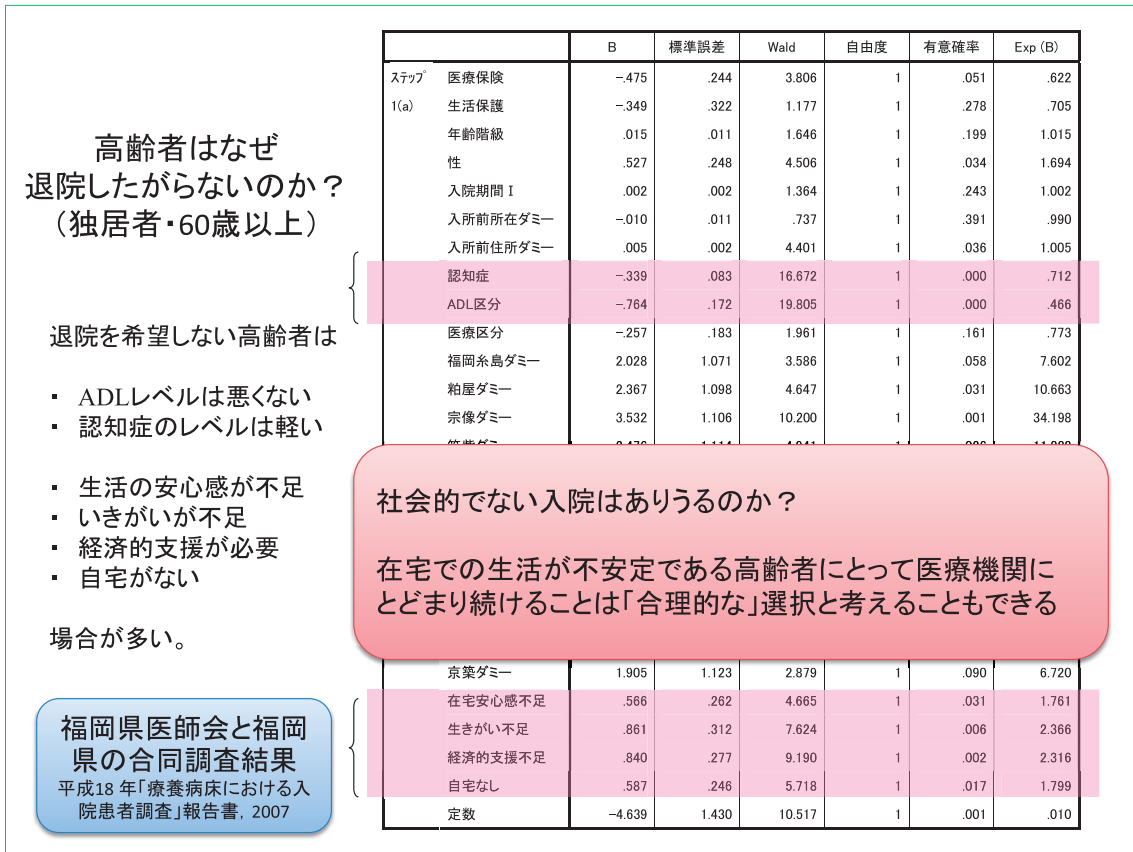 高齢者はなぜ
退院したがらないのか？
（独居者・60歳以上）
退院を希望しない高齢者は
・ ADLレベルは悪くない
・ 認知症のレベルは軽い
・ 生活の安心感が不足
・ いきがいが不足
・ 経済的支援が必要
・ 自宅がない
場合が多い。
福岡県医師会と福岡
県の合同調査結果
平成18 年「療養病床における入
院患者調査」報告書，2007
B 標準誤差 Wald 自由度 有意確率 Exp (B)
ステップ 医療保険 -.475 .244 3.806 1 .051 .622
1(a) 生活保護 -.349 .322 1.177 1 .278 .705
年齢階級 .015 .011 1.646 1 .199 1.015
性 .527 .248 4.506 1 .034 1.694
入院期間Ⅰ .002 .002 1.364 1 .243 1.002
入所前所在ダミー -.010 .011 .737 1 .391 .990
入所前住所ダミー .005 .002 4.401 1 .036 1.005
認知症 -.339 .083 16.672 1 .000 .712
ADL区分 -.764 .172 19.805 1 .000 .466
医療区分 -.257 .183 1.961 1 .161 .773
福岡糸島ダミー 2.028 1.071 3.586 1 .058 7.602
粕屋ダミー 2.367 1.098 4.647 1 .031 10.663
宗像ダミー 3.532 1.106 10.200 1 .001 34.198
社会的でない入院はありうるのか？
在宅での生活が不安定である高齢者にとって医療機関に
とどまり続けることは「合理的な」選択と考えることもできる
京築ダミー 1.905 1.123 2.879 1 .090 6.720
在宅安心感不足 .566 .262 4.665 1 .031 1.761
生きがい不足 .861 .312 7.624 1 .006 2.366
経済的支援不足 .840 .277 9.190 1 .002 2.316
自宅なし .587 .246 5.718 1 .017 1.799
定数 -4.639 1.430 10.517 1 .001 .010